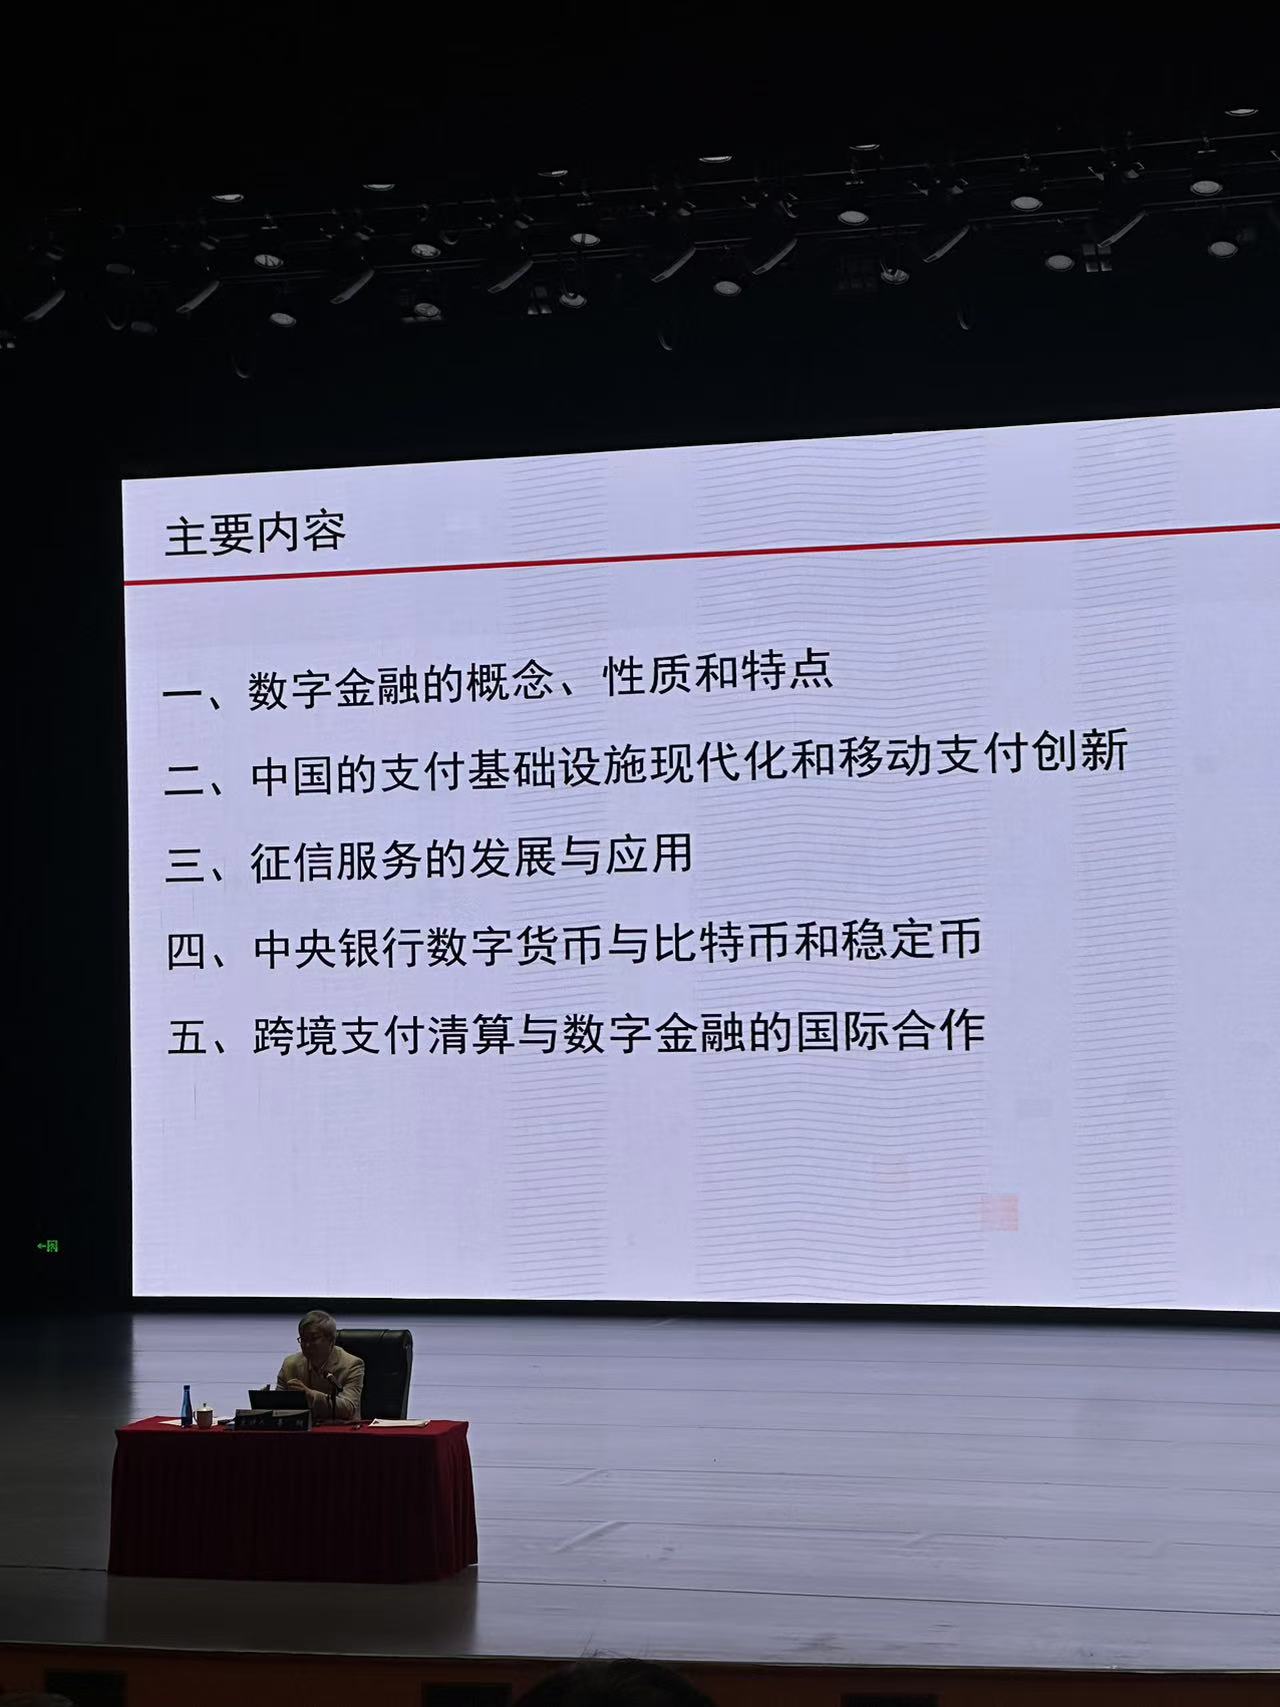 主要内容
一、数字金融的概念、性质和特点
二、中国的支付基础设施现代化和移动支付创新
三、征信服务的发展与应用
四、中央银行数字货币与比特币和稳定币
五、跨境支付清算与数字金融的国际合作